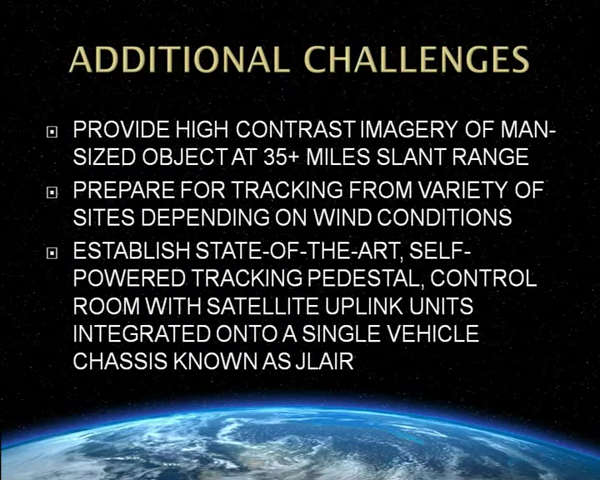 ADDITIONAL CHALLENGES
PROVIDE HIGH CONTRAST IMAGERY OF MAN-
SIZED OBJECT AT 35+ MILES SLANT RANGE
PREPARE FOR TRACKING FROM VARIETY OF
SITES DEPENDING ON WIND CONDITIONS
ESTABLISH STATE-OF-THE-ART, SELF-
POWERED TRACKING PEDESTAL, CONTROL
ROOM WITH SATELLITE UPLINK UNITS
INTEGRATED ONTO A SINGLE VEHICLE
CHASSIS KNOWN AS JLAIR